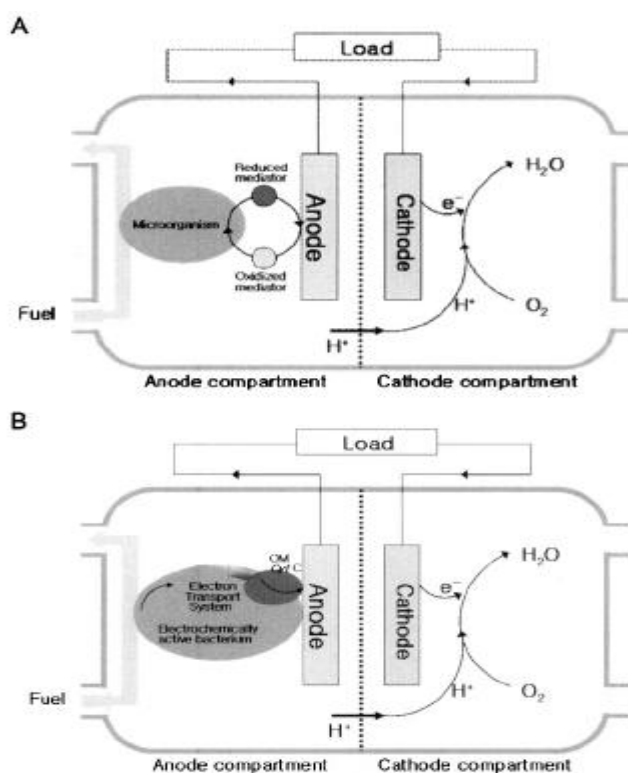 A
Load
Reduced
mediator
Microorganism
Oxidized
mediator
Anode
Cathode
e⁻
H₂O
H⁺
O₂
Fuel
H⁺
Anode compartment
Cathode compartment
B
Load
OM
Cyt C
Electron
Transport
System
Electrochemically
active bacterium
Anode
Cathode
e⁻
H₂O
H⁺
O₂
Fuel
H⁺
Anode compartment
Cathode compartment